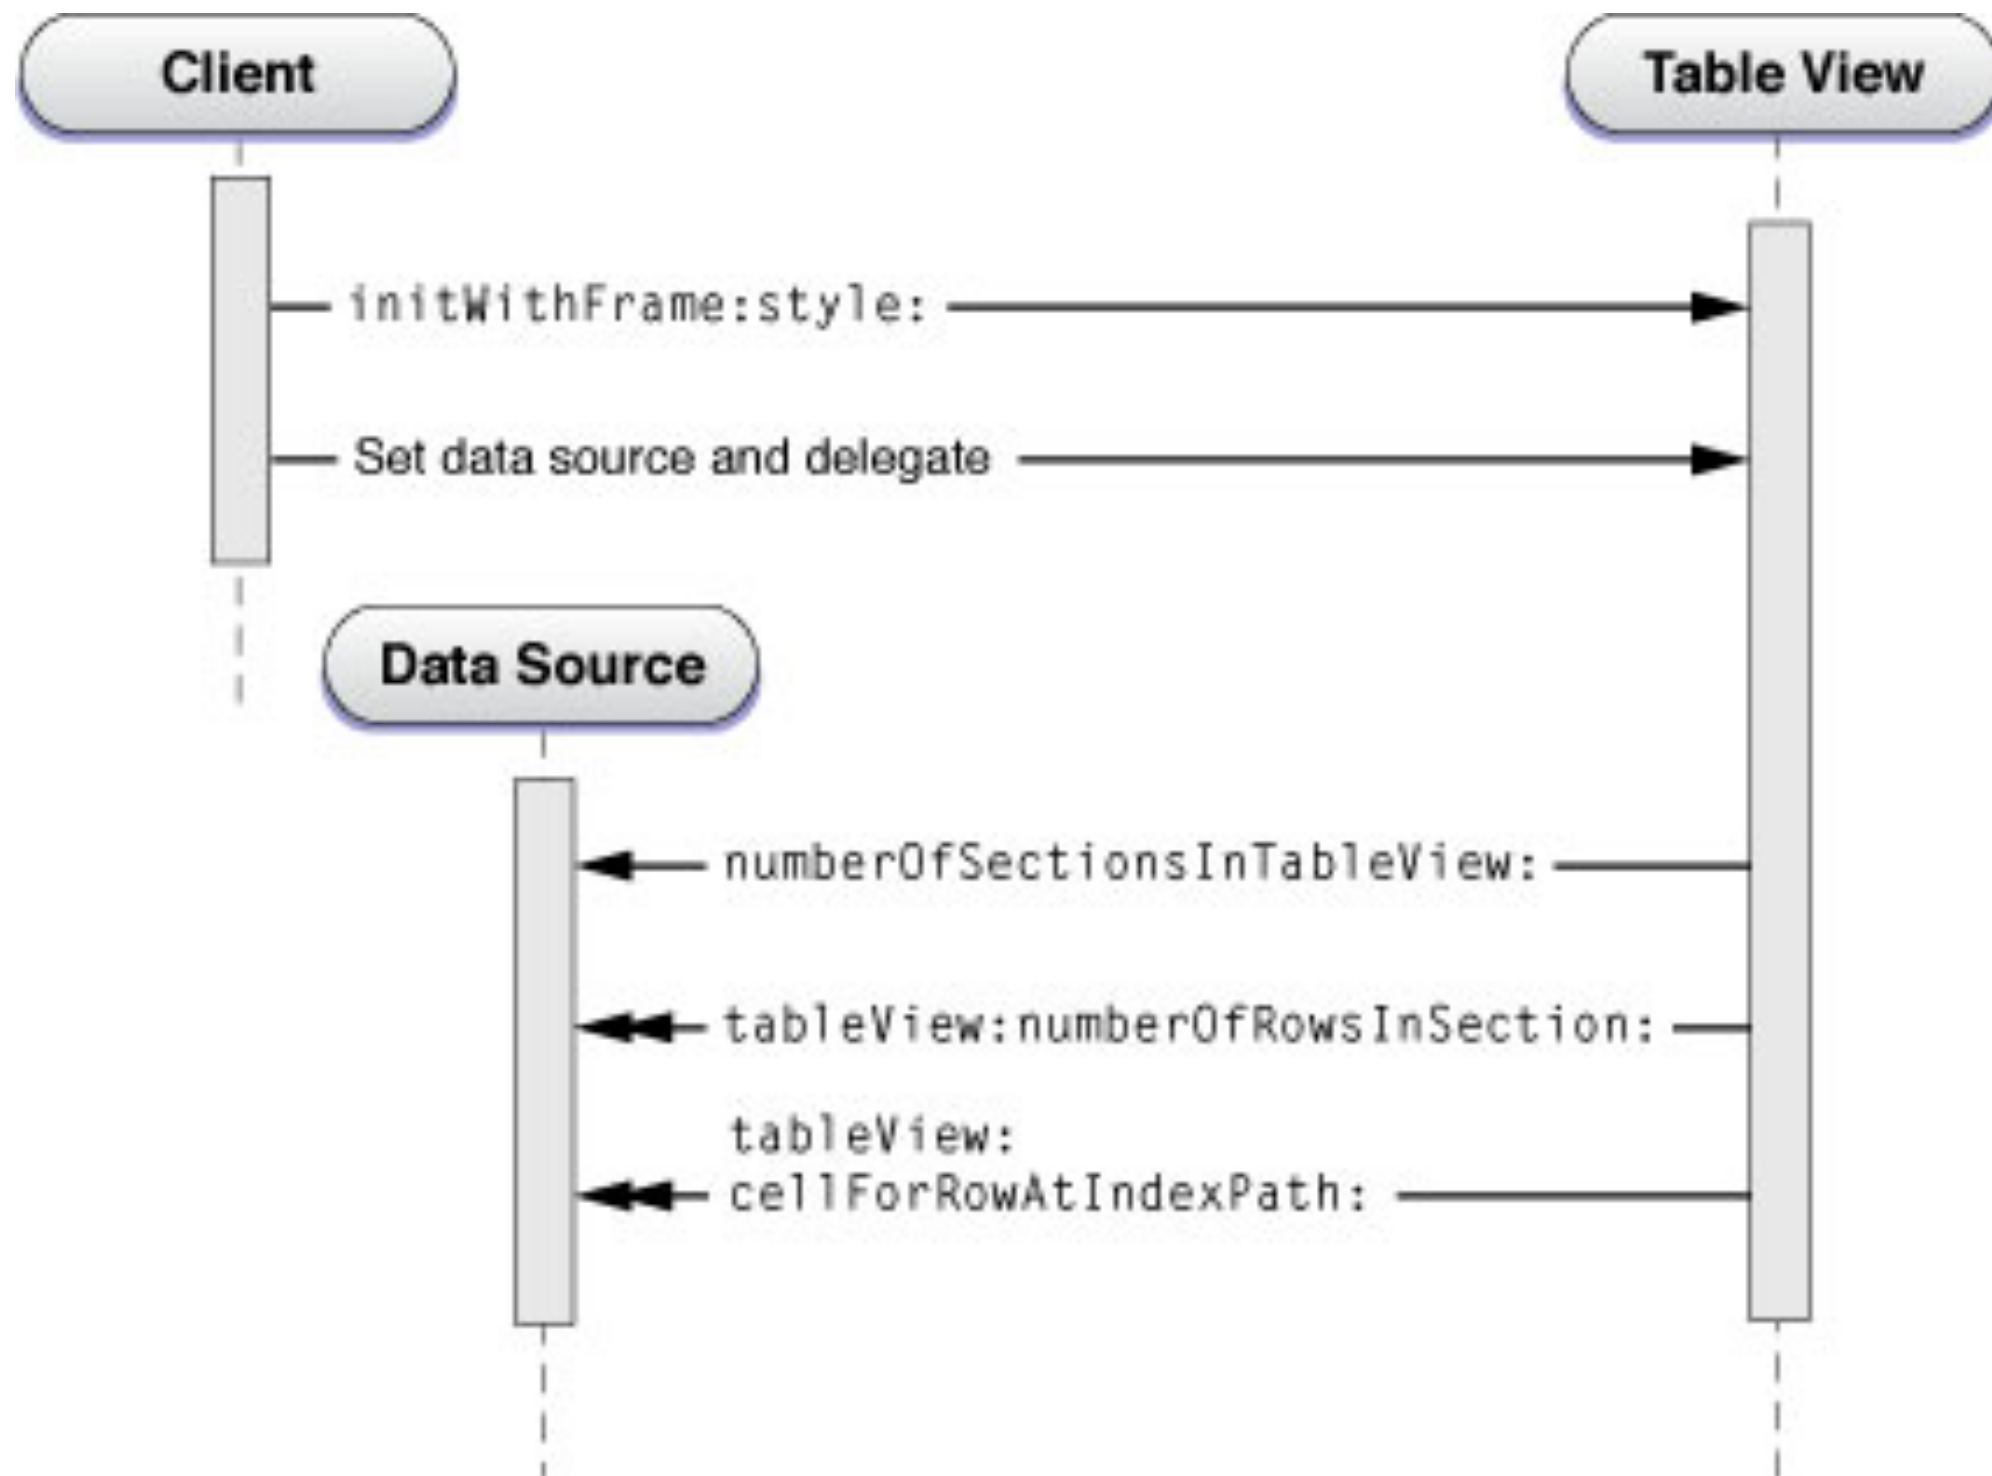 Client
Table View
initWithFrame:style:
Set data source and delegate
Data Source
numberOfSectionsInTableView:
tableView:numberOfRowsInSection:
tableView:
cellForRowAtIndexPath: